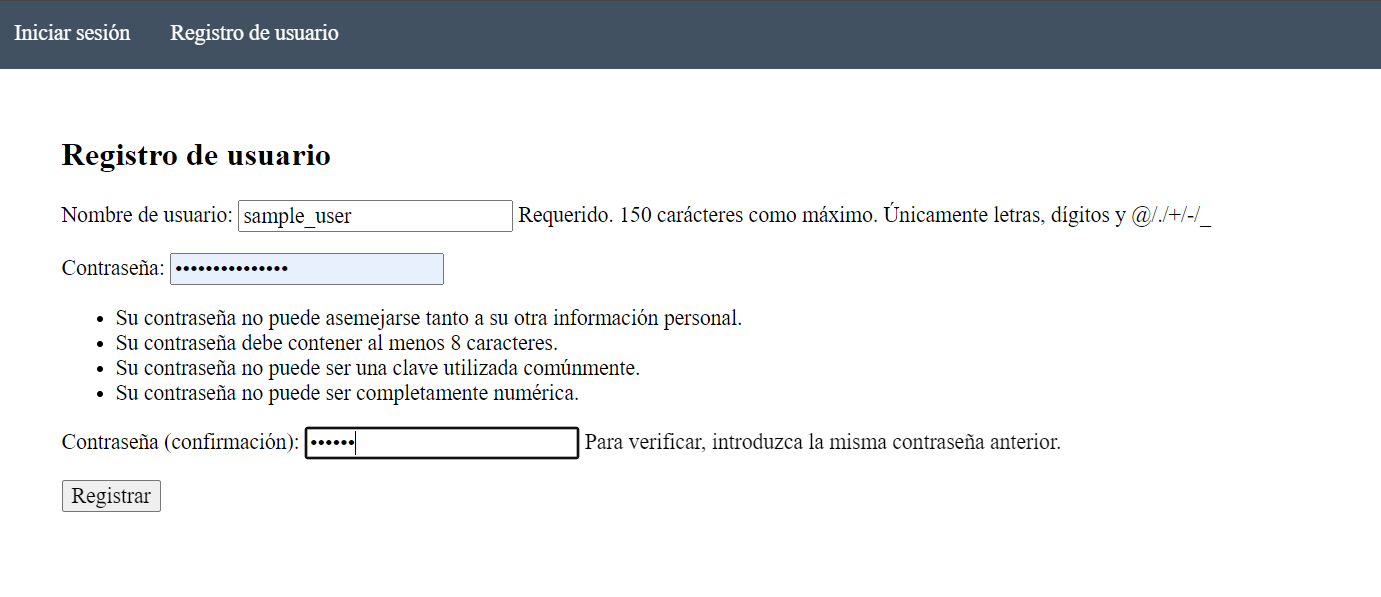 Iniciar sesión Registro de usuario
Registro de usuario
Nombre de usuario: sample_user Requerido. 150 carácteres como máximo. Únicamente letras, dígitos y @/./+/-/_
Contraseña: •••••••••••••••
• Su contraseña no puede asemejarse tanto a su otra información personal.
• Su contraseña debe contener al menos 8 caracteres.
• Su contraseña no puede ser una clave utilizada comúnmente.
• Su contraseña no puede ser completamente numérica.
Contraseña (confirmación): •••••• Para verificar, introduzca la misma contraseña anterior.
Registrar